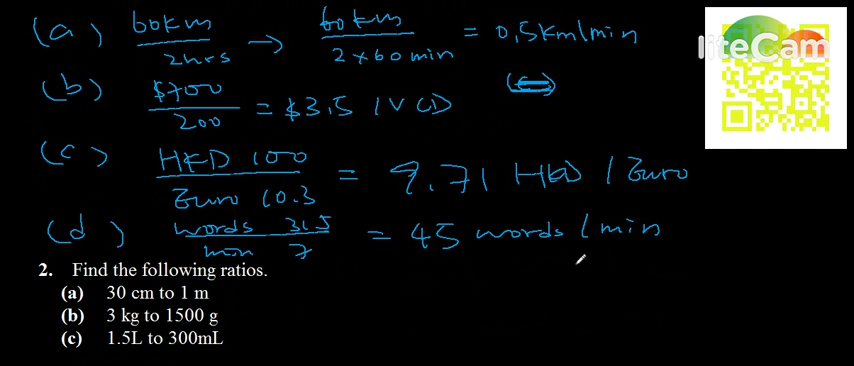 (a) 60km / 2hrs → 60km / 2×60 min = 0.5km/min
(b) $700 / 200 = $3.5 / VCD
(c) HKD 100 / Euro 10.3 = 9.71 HKD / Euro
(d) words 315 / min 7 = 45 words / min
2. Find the following ratios.
(a) 30 cm to 1 m
(b) 3 kg to 1500 g
(c) 1.5L to 300mL
liteCam